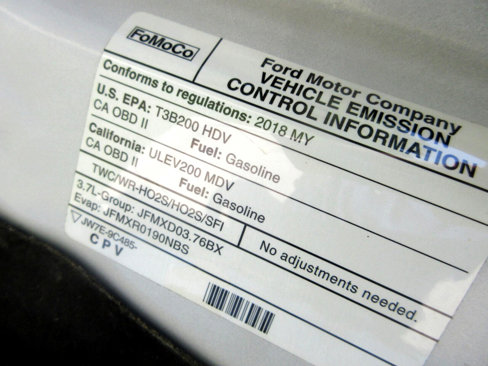 FoMoCo
Ford Motor Company
VEHICLE EMISSION
CONTROL INFORMATION
Conforms to regulations: 2018 MY
U.S. EPA: T3B200 HDV
CA OBD II Fuel: Gasoline
California: ULEV200 MDV
CA OBD II Fuel: Gasoline
TWC/WR-HO2S/HO2S/SFI
3.7L-Group: JFMXD03.76BX
Evap: JFMXR0190NBS
No adjustments needed.
JW7E-9C485-
CPV